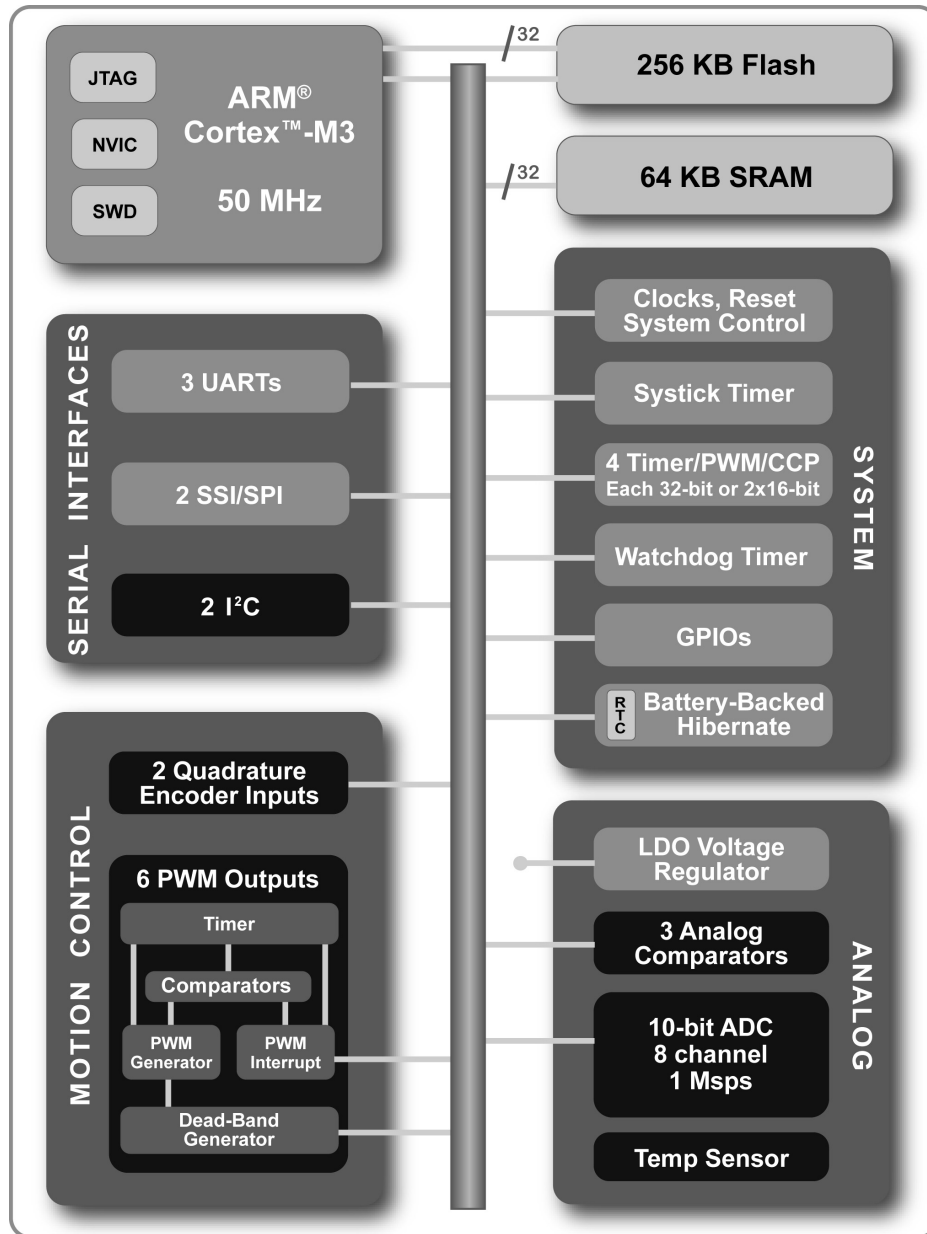 JTAG
NVIC
SWD
ARM®
Cortex™-M3
50 MHz
32
256 KB Flash
32
64 KB SRAM
SERIAL INTERFACES
3 UARTs
2 SSI/SPI
2 I²C
SYSTEM
Clocks, Reset
System Control
Systick Timer
4 Timer/PWM/CCP
Each 32-bit or 2x16-bit
Watchdog Timer
GPIOs
RTC
Battery-Backed
Hibernate
MOTION CONTROL
2 Quadrature
Encoder Inputs
6 PWM Outputs
Timer
Comparators
PWM
Generator
PWM
Interrupt
Dead-Band
Generator
ANALOG
LDO Voltage
Regulator
3 Analog
Comparators
10-bit ADC
8 channel
1 Msps
Temp Sensor